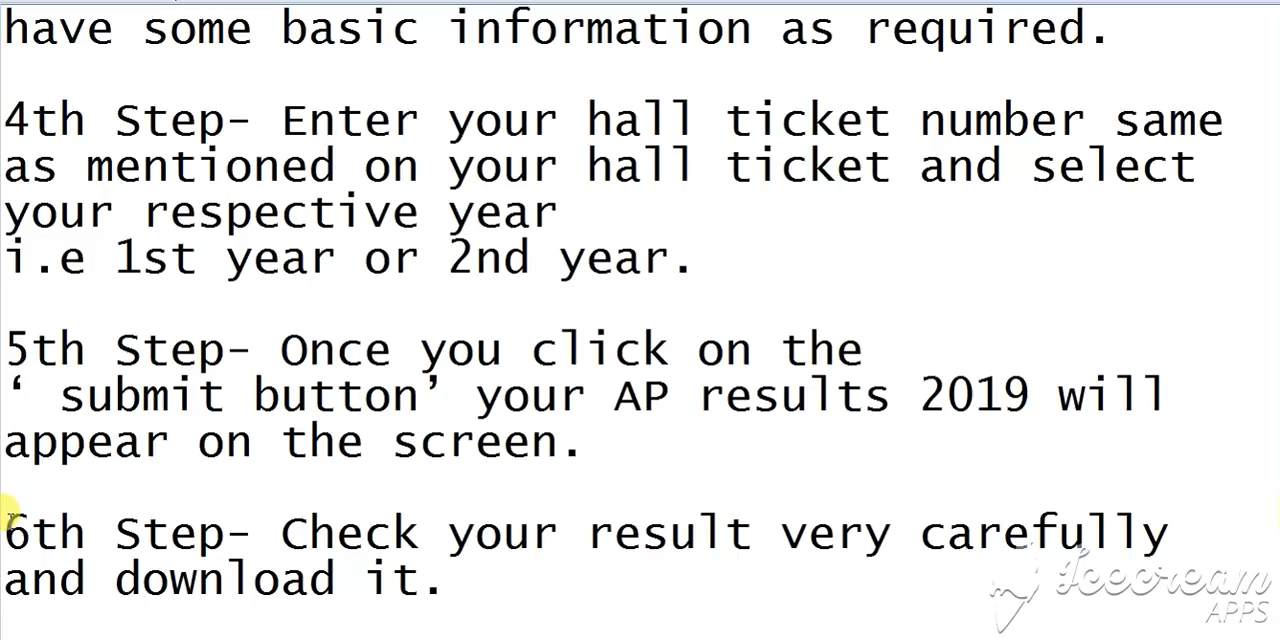 have some basic information as required.
4th Step- Enter your hall ticket number same
as mentioned on your hall ticket and select
your respective year
i.e 1st year or 2nd year.
5th Step- Once you click on the
‘ submit button’ your AP results 2019 will
appear on the screen.
6th Step- Check your result very carefully
and download it.
Icecream
APPS